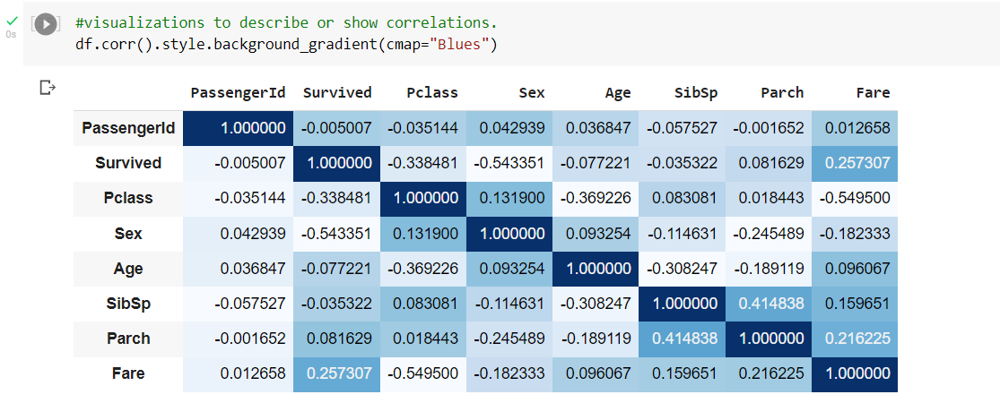 #visualizations to describe or show correlations.
0s df.corr().style.background_gradient(cmap="Blues")
PassengerId Survived Pclass Sex Age SibSp Parch Fare
PassengerId 1.000000 -0.005007 -0.035144 0.042939 0.036847 -0.057527 -0.001652 0.012658
Survived -0.005007 1.000000 -0.338481 -0.543351 -0.077221 -0.035322 0.081629 0.257307
Pclass -0.035144 -0.338481 1.000000 0.131900 -0.369226 0.083081 0.018443 -0.549500
Sex 0.042939 -0.543351 0.131900 1.000000 0.093254 -0.114631 -0.245489 -0.182333
Age 0.036847 -0.077221 -0.369226 0.093254 1.000000 -0.308247 -0.189119 0.096067
SibSp -0.057527 -0.035322 0.083081 -0.114631 -0.308247 1.000000 0.414838 0.159651
Parch -0.001652 0.081629 0.018443 -0.245489 -0.189119 0.414838 1.000000 0.216225
Fare 0.012658 0.257307 -0.549500 -0.182333 0.096067 0.159651 0.216225 1.000000